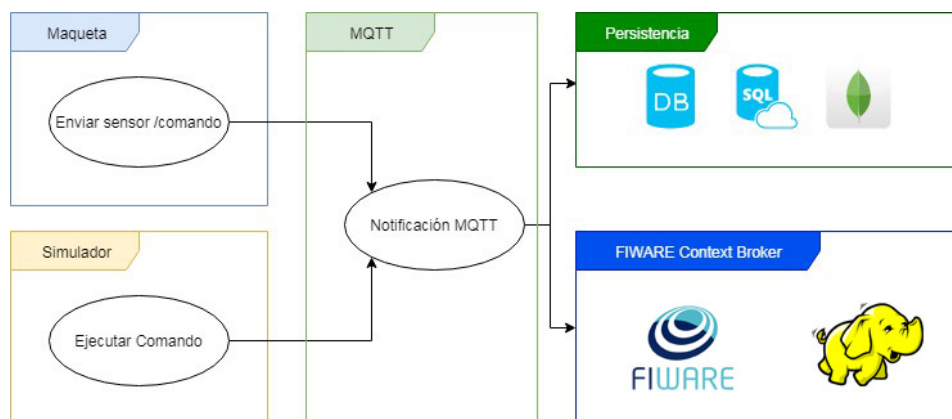 Maqueta
Enviar sensor /comando
Simulador
Ejecutar Comando
MQTT
Notificación MQTT
Persistencia
DB
SQL
FIWARE Context Broker
FIWARE